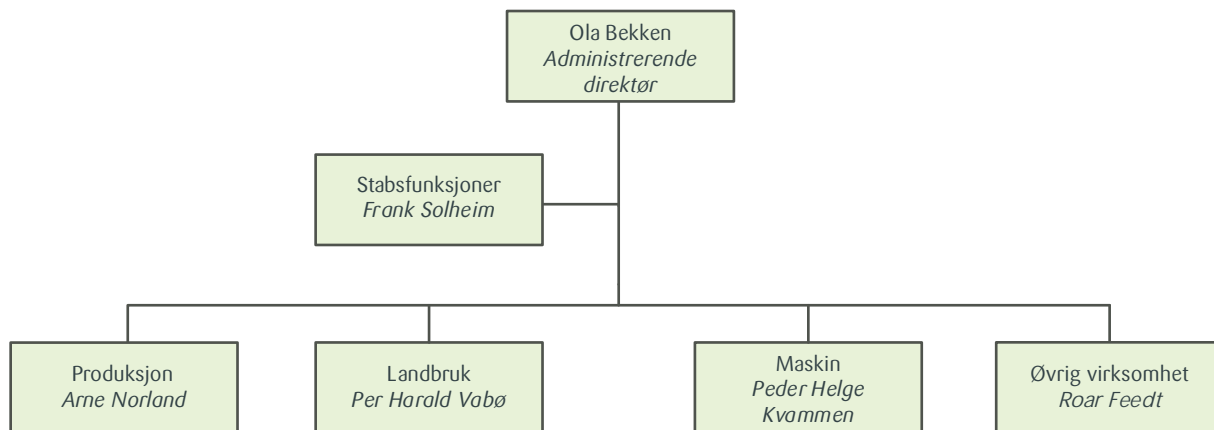 Ola Bekken
Administrerende
direktør
Stabsfunksjoner
Frank Solheim
Produksjon
Arne Norland
Landbruk
Per Harald Vabø
Maskin
Peder Helge
Kvammen
Øvrig virksomhet
Roar Feedt